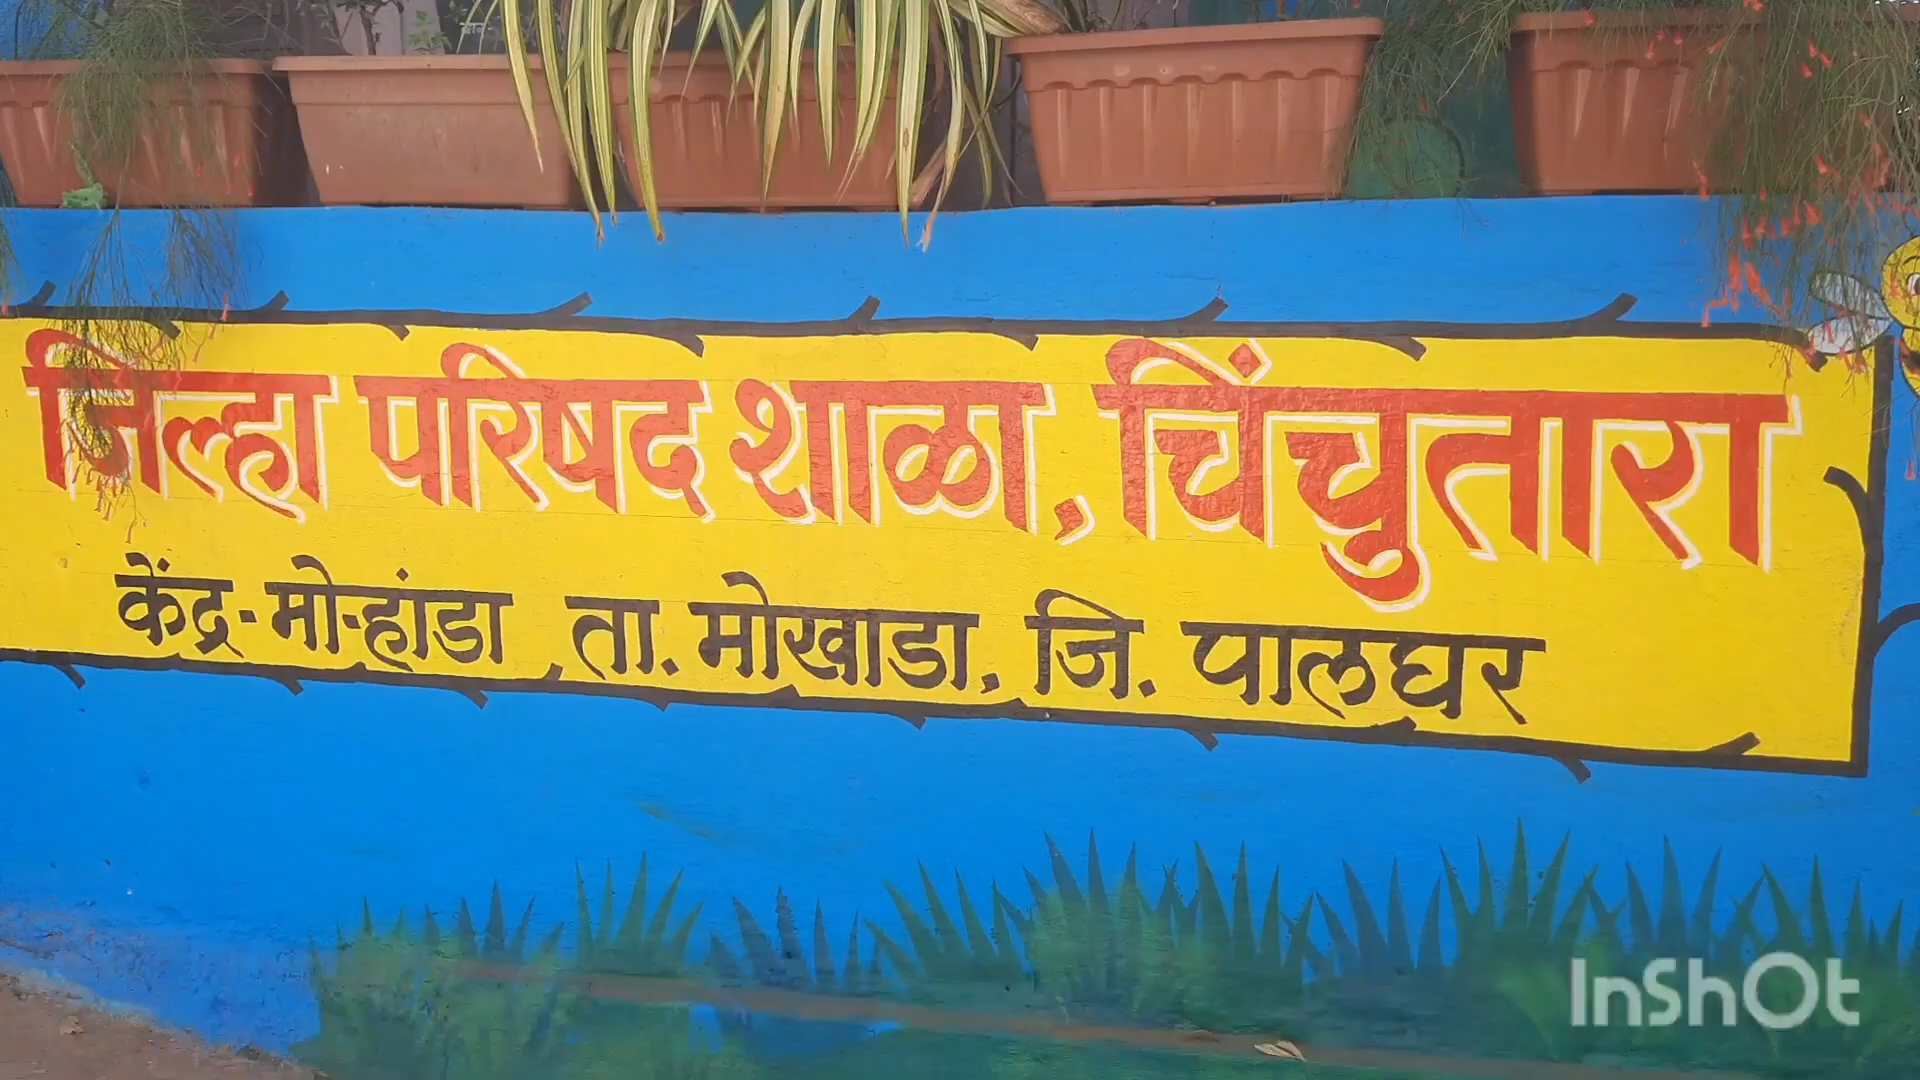 जिल्हा परिषद शाळा, चिंचुतारा
केंद्र- मोऱ्हांडा ता. मोखाडा, जि. पालघर
InShOt